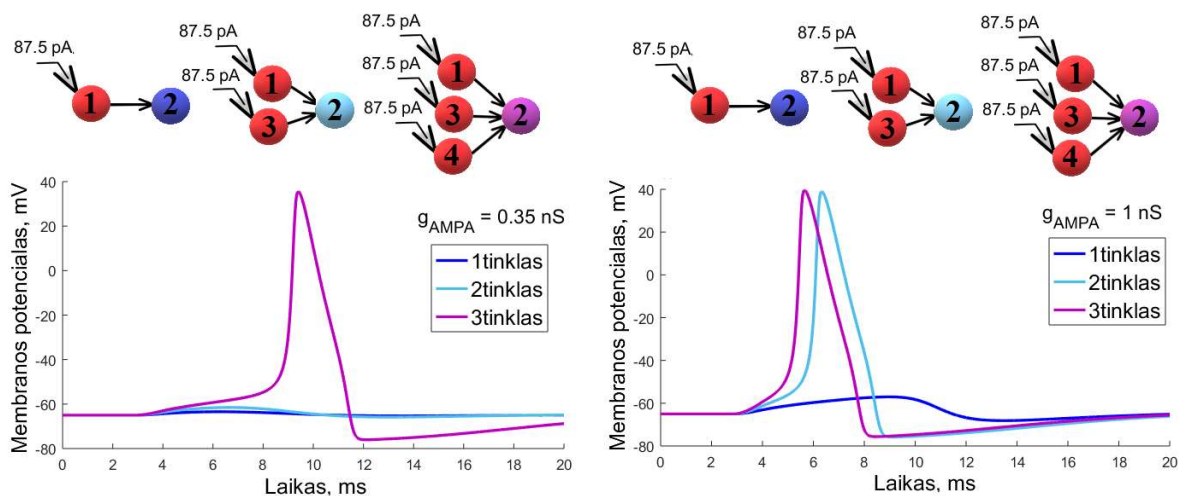 87.5 pA
1
2
87.5 pA
87.5 pA
1
3
2
87.5 pA
87.5 pA
87.5 pA
1
3
4
2
Membranos potencialas, mV
40
20
0
-20
-40
-60
-80
g_AMPA = 0.35 nS
1tinklas
2tinklas
3tinklas
0 2 4 6 8 10 12 14 16 18 20
Laikas, ms
87.5 pA
1
2
87.5 pA
87.5 pA
1
3
2
87.5 pA
87.5 pA
87.5 pA
1
3
4
2
Membranos potencialas, mV
40
20
0
-20
-40
-60
-80
g_AMPA = 1 nS
1tinklas
2tinklas
3tinklas
0 2 4 6 8 10 12 14 16 18 20
Laikas, ms